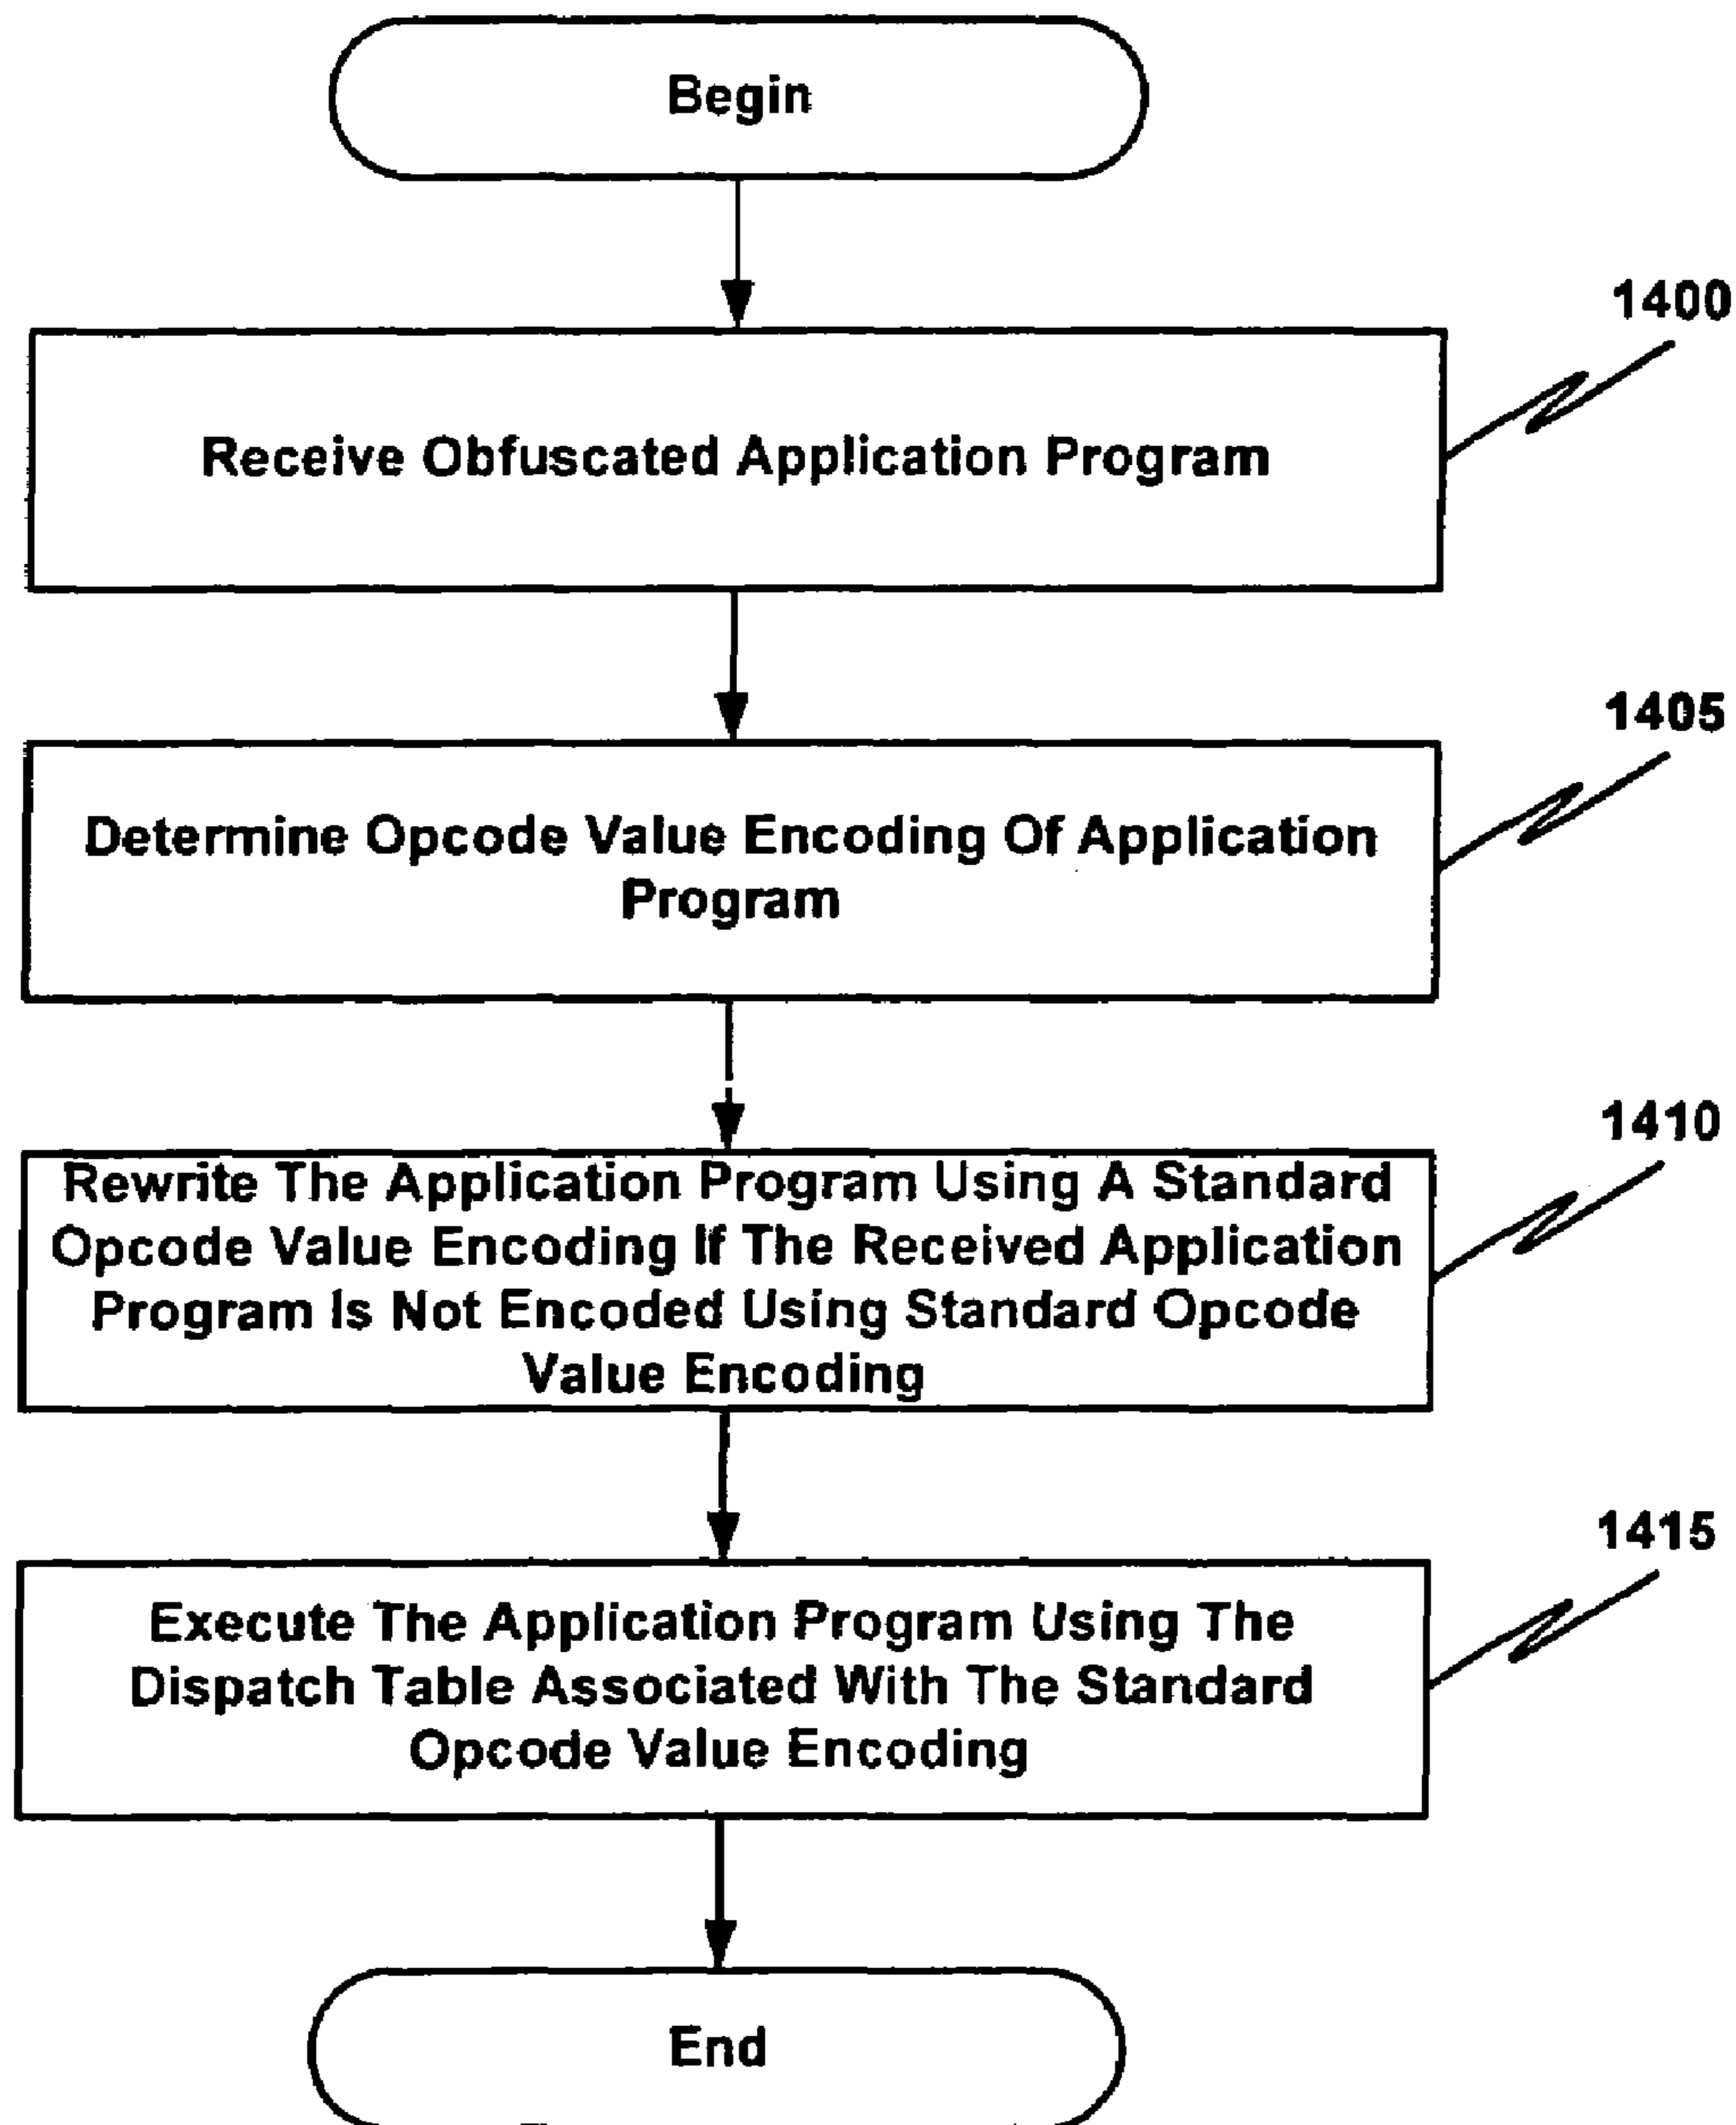 Begin
1400
Receive Obfuscated Application Program
1405
Determine Opcode Value Encoding Of Application
Program
1410
Rewrite The Application Program Using A Standard
Opcode Value Encoding If The Received Application
Program Is Not Encoded Using Standard Opcode
Value Encoding
1415
Execute The Application Program Using The
Dispatch Table Associated With The Standard
Opcode Value Encoding
End